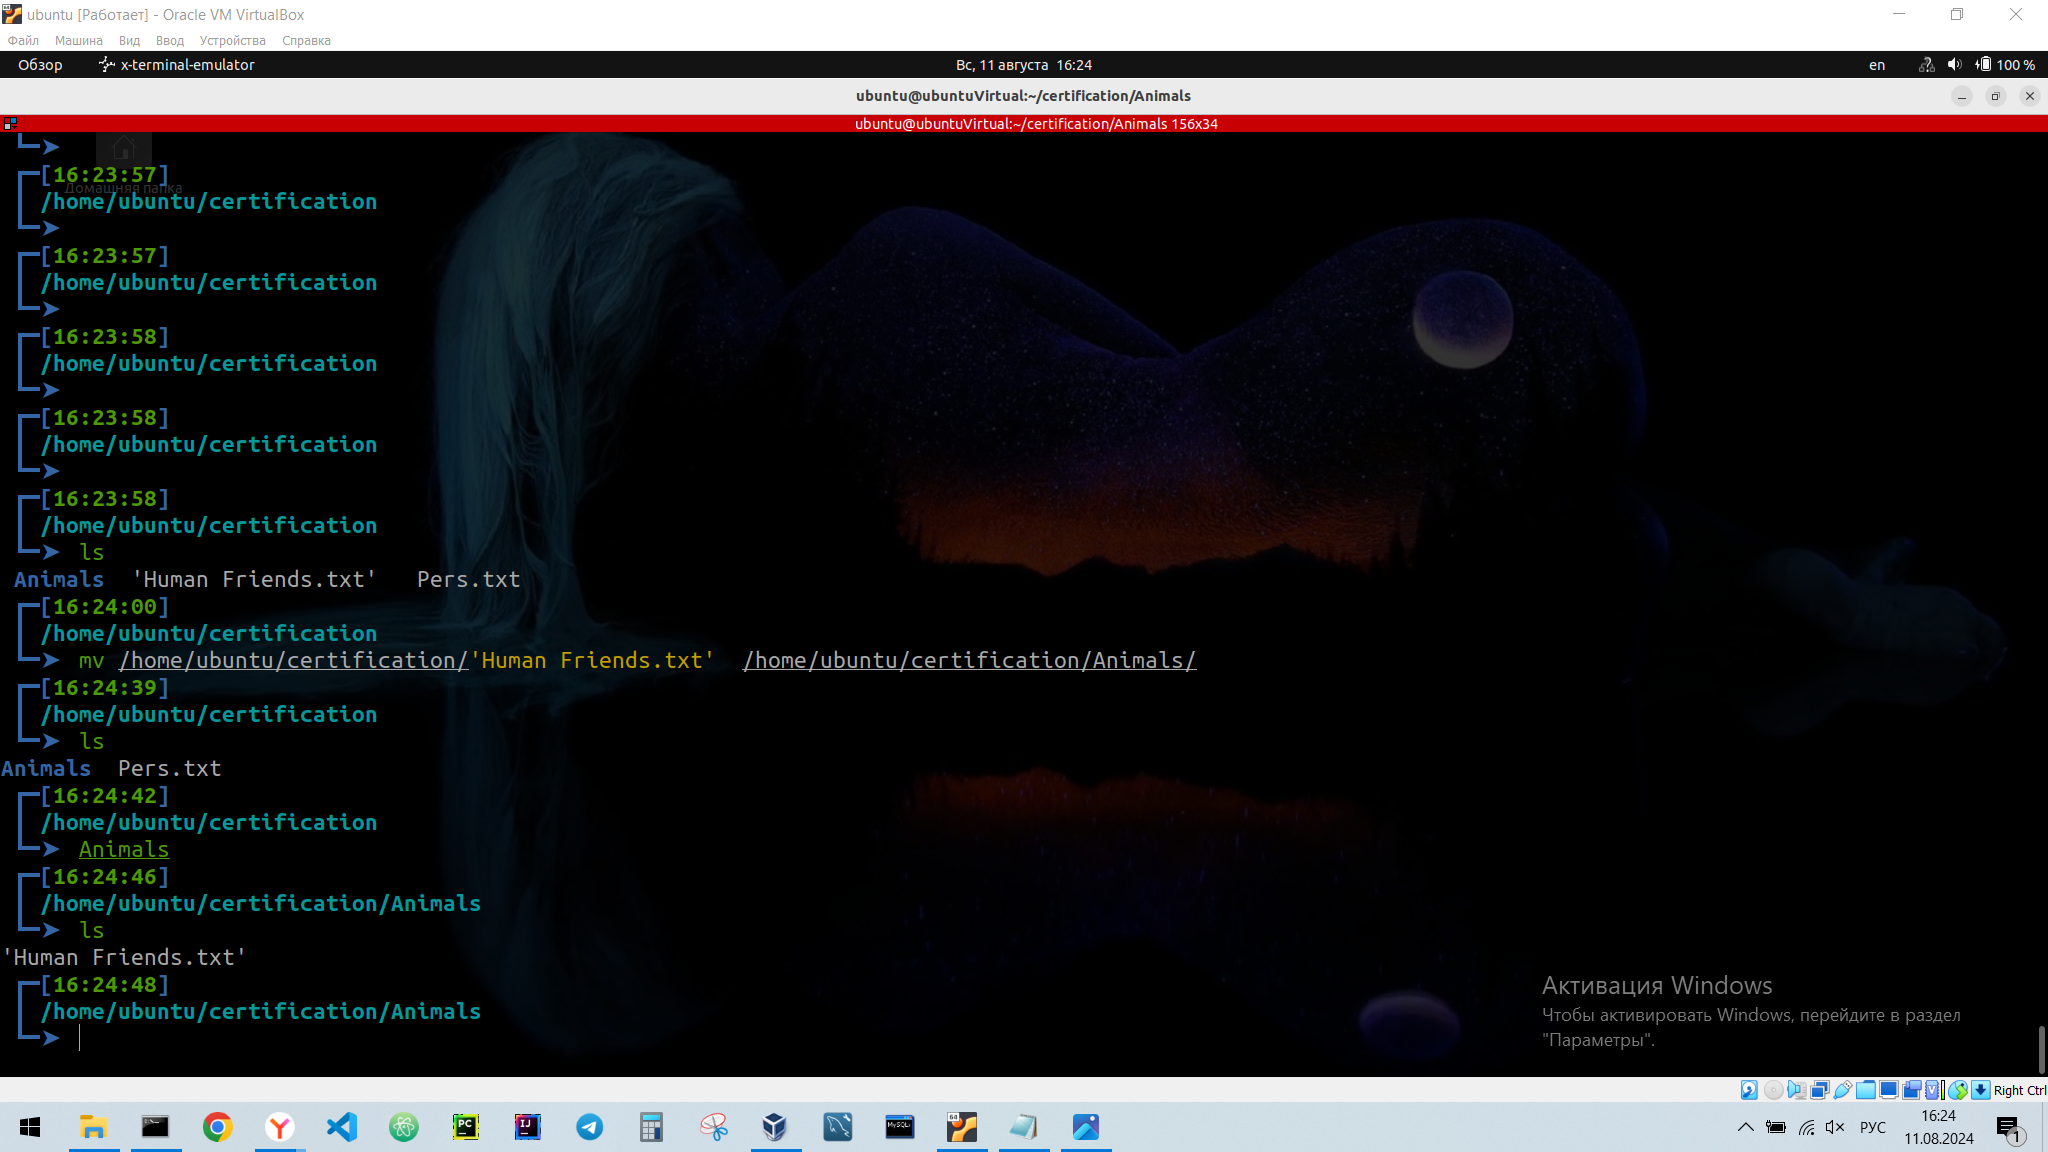 ubuntu [Работает] - Oracle VM VirtualBox
Файл Машина Вид Ввод Устройства Справка
Обзор x-terminal-emulator Вс, 11 августа 16:24 en 100 %
ubuntu@ubuntuVirtual:~/certification/Animals
ubuntu@ubuntuVirtual:~/certification/Animals 156x34
[16:23:57]
Домашняя папка
/home/ubuntu/certification
[16:23:57]
/home/ubuntu/certification
[16:23:58]
/home/ubuntu/certification
[16:23:58]
/home/ubuntu/certification
[16:23:58]
/home/ubuntu/certification
ls
Animals 'Human Friends.txt' Pers.txt
[16:24:00]
/home/ubuntu/certification
mv /home/ubuntu/certification/'Human Friends.txt' /home/ubuntu/certification/Animals/
[16:24:39]
/home/ubuntu/certification
ls
Animals Pers.txt
[16:24:42]
/home/ubuntu/certification
Animals
[16:24:46]
/home/ubuntu/certification/Animals
ls
'Human Friends.txt'
[16:24:48]
/home/ubuntu/certification/Animals
Активация Windows
Чтобы активировать Windows, перейдите в раздел
"Параметры".
Right Ctrl
PC IJ MySQL 64 РУС 16:24
11.08.2024 1